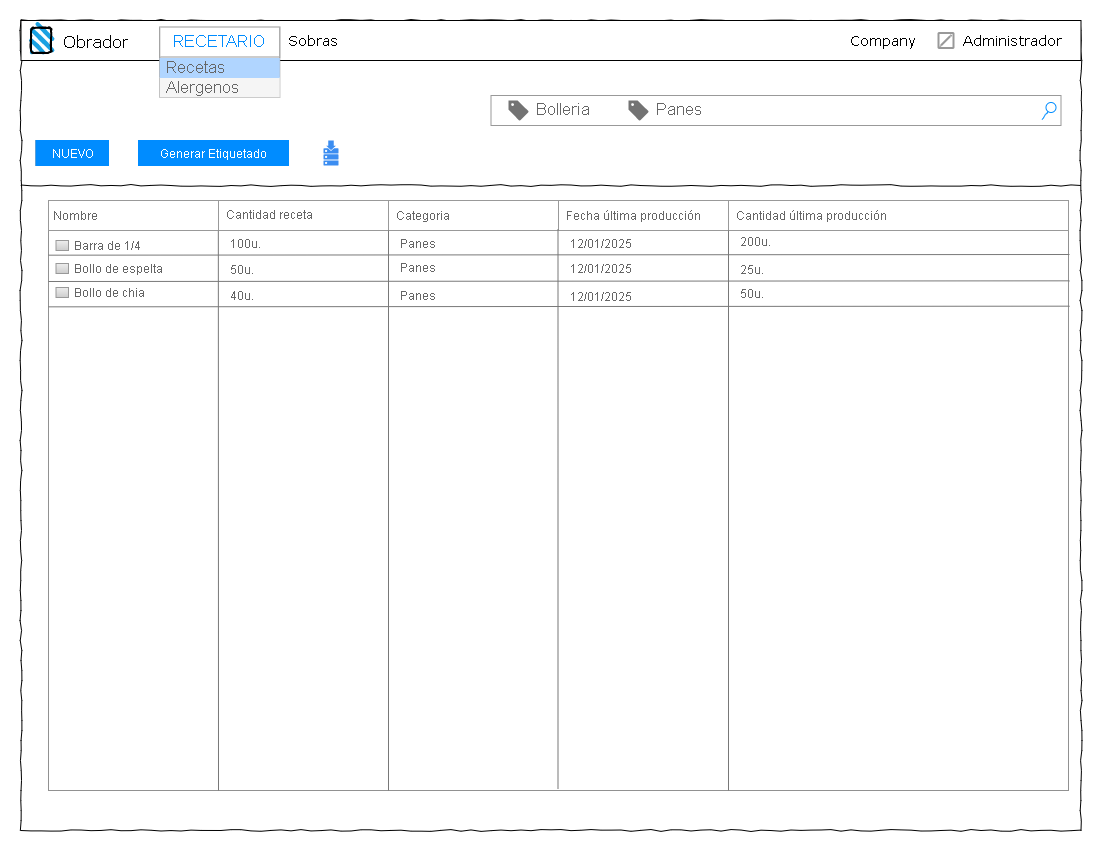 Obrador RECETARIO Sobras Company Administrador
Recetas
Alergenos
Bolleria Panes
NUEVO Generar Etiquetado
Nombre Cantidad receta Categoria Fecha última producción Cantidad última producción
Barra de 1/4 100u. Panes 12/01/2025 200u.
Bollo de espelta 50u. Panes 12/01/2025 25u.
Bollo de chia 40u. Panes 12/01/2025 50u.